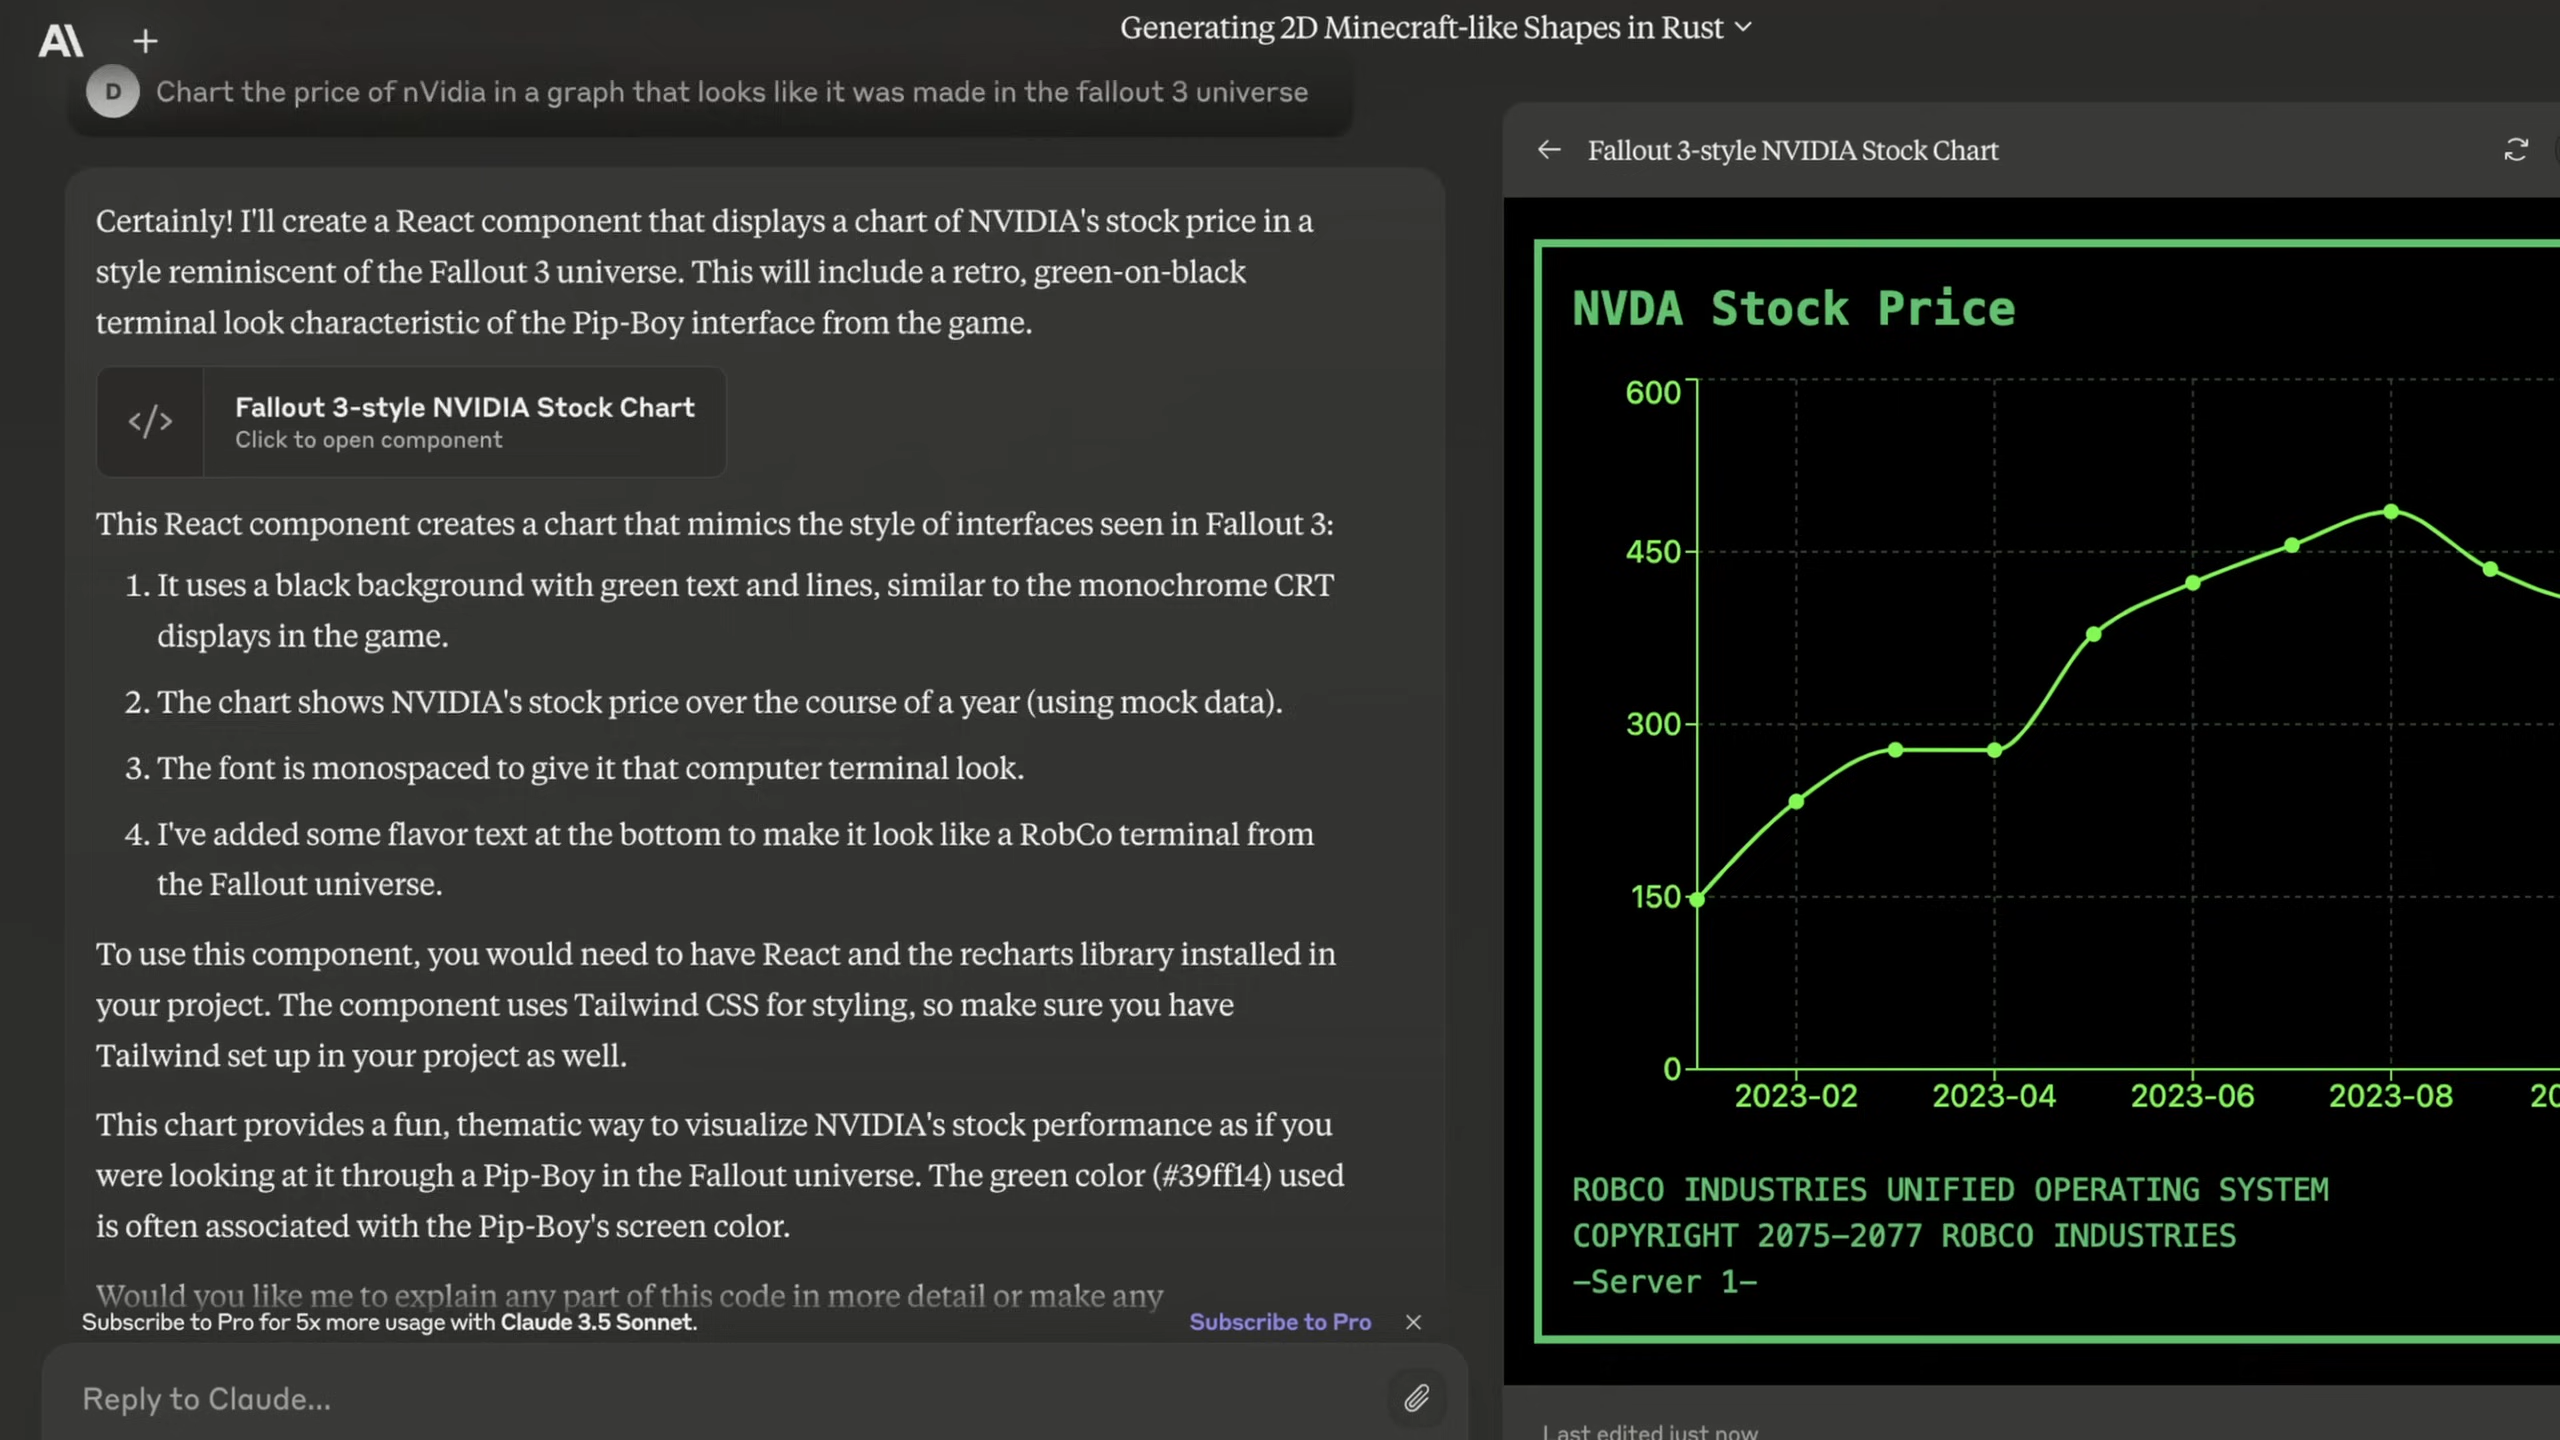 Generating 2D Minecraft-like Shapes in Rust
D
Chart the price of nVidia in a graph that looks like it was made in the fallout 3 universe
Certainly! I'll create a React component that displays a chart of NVIDIA's stock price in a
style reminiscent of the Fallout 3 universe. This will include a retro, green-on-black
terminal look characteristic of the Pip-Boy interface from the game.
</>
Fallout 3-style NVIDIA Stock Chart
Click to open component
This React component creates a chart that mimics the style of interfaces seen in Fallout 3:
1. It uses a black background with green text and lines, similar to the monochrome CRT
displays in the game.
2. The chart shows NVIDIA's stock price over the course of a year (using mock data).
3. The font is monospaced to give it that computer terminal look.
4. I've added some flavor text at the bottom to make it look like a RobCo terminal from
the Fallout universe.
To use this component, you would need to have React and the recharts library installed in
your project. The component uses Tailwind CSS for styling, so make sure you have
Tailwind set up in your project as well.
This chart provides a fun, thematic way to visualize NVIDIA's stock performance as if you
were looking at it through a Pip-Boy in the Fallout universe. The green color (#39ff14) used
is often associated with the Pip-Boy's screen color.
Would you like me to explain any part of this code in more detail or make any
Subscribe to Pro for 5x more usage with Claude 3.5 Sonnet.
Subscribe to Pro
Reply to Claude...
Fallout 3-style NVIDIA Stock Chart
NVDA Stock Price
600
450
300
150
0
2023-02 2023-04 2023-06 2023-08 20
ROBCO INDUSTRIES UNIFIED OPERATING SYSTEM
COPYRIGHT 2075-2077 ROBCO INDUSTRIES
-Server 1-
Last edited just now